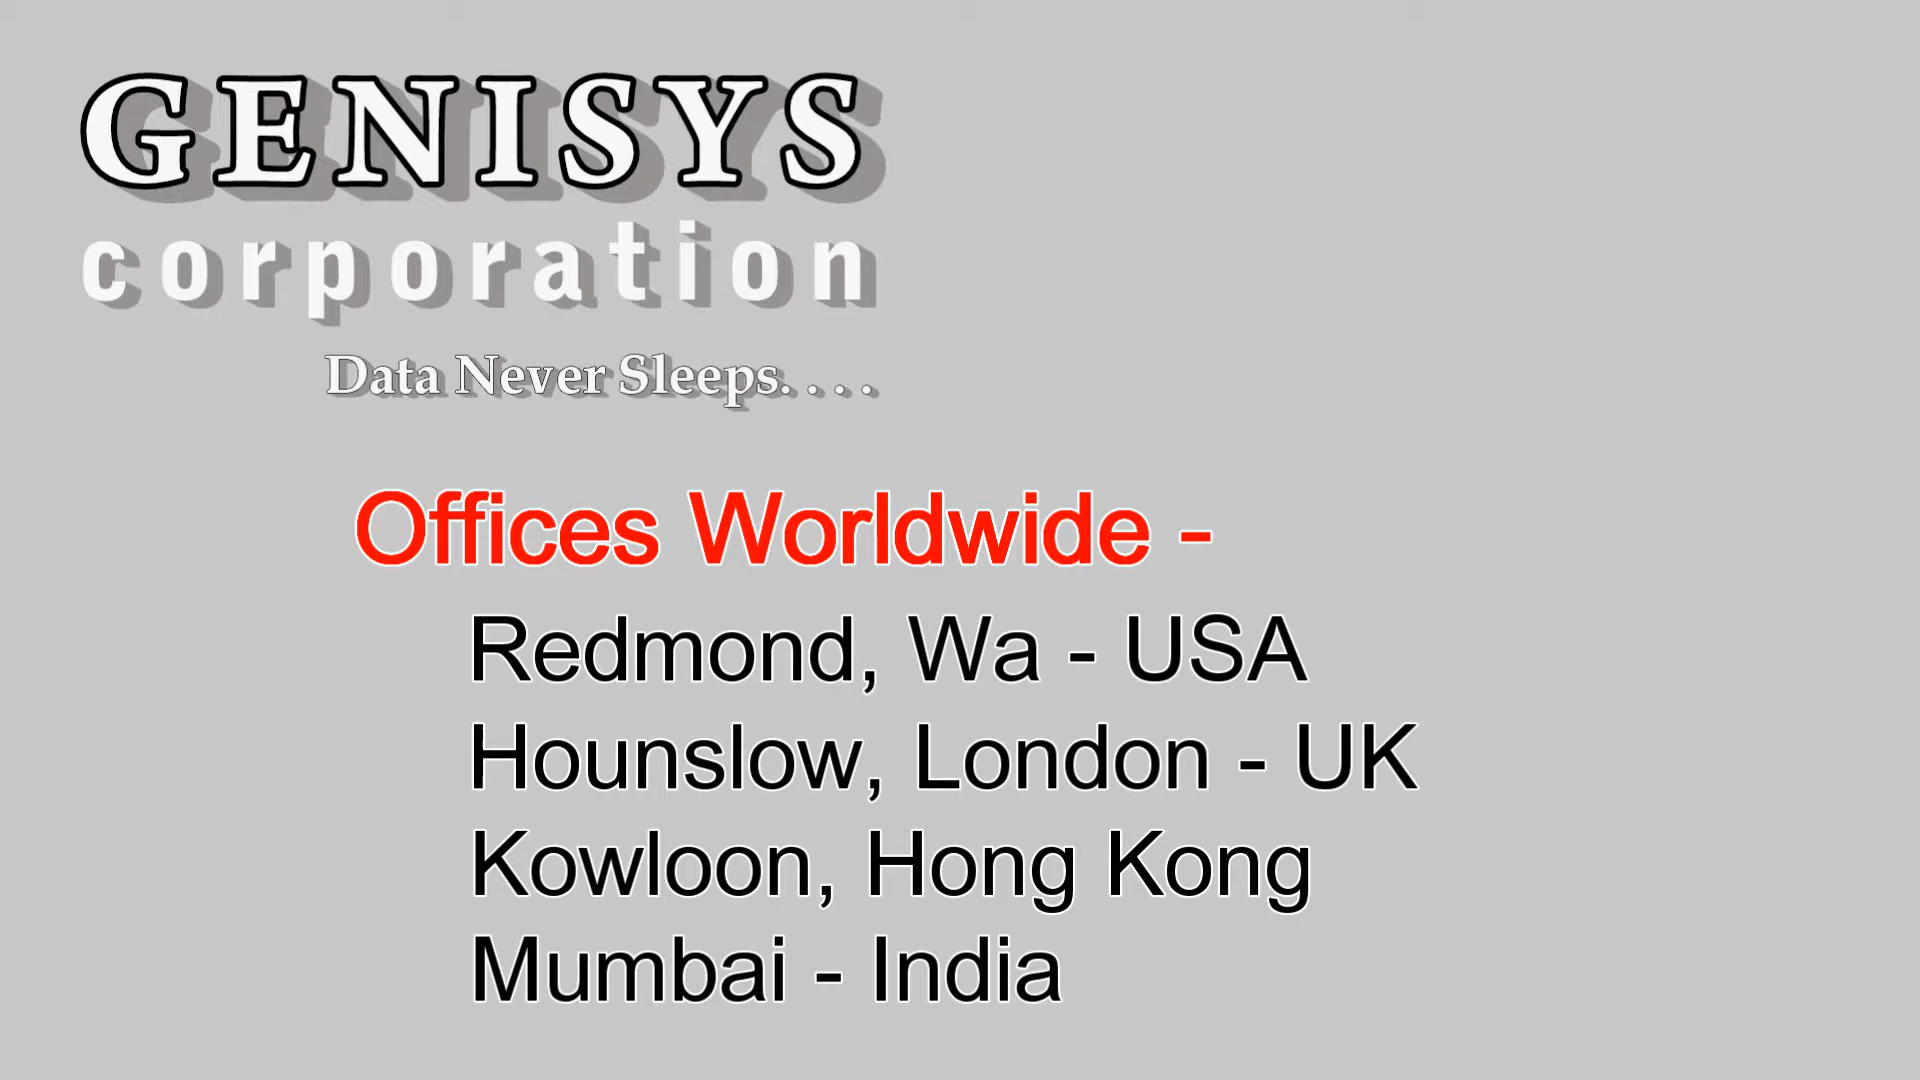 GENISYS
corporation
Data Never Sleeps. . . .
Offices Worldwide -
Redmond, Wa - USA
Hounslow, London - UK
Kowloon, Hong Kong
Mumbai - India